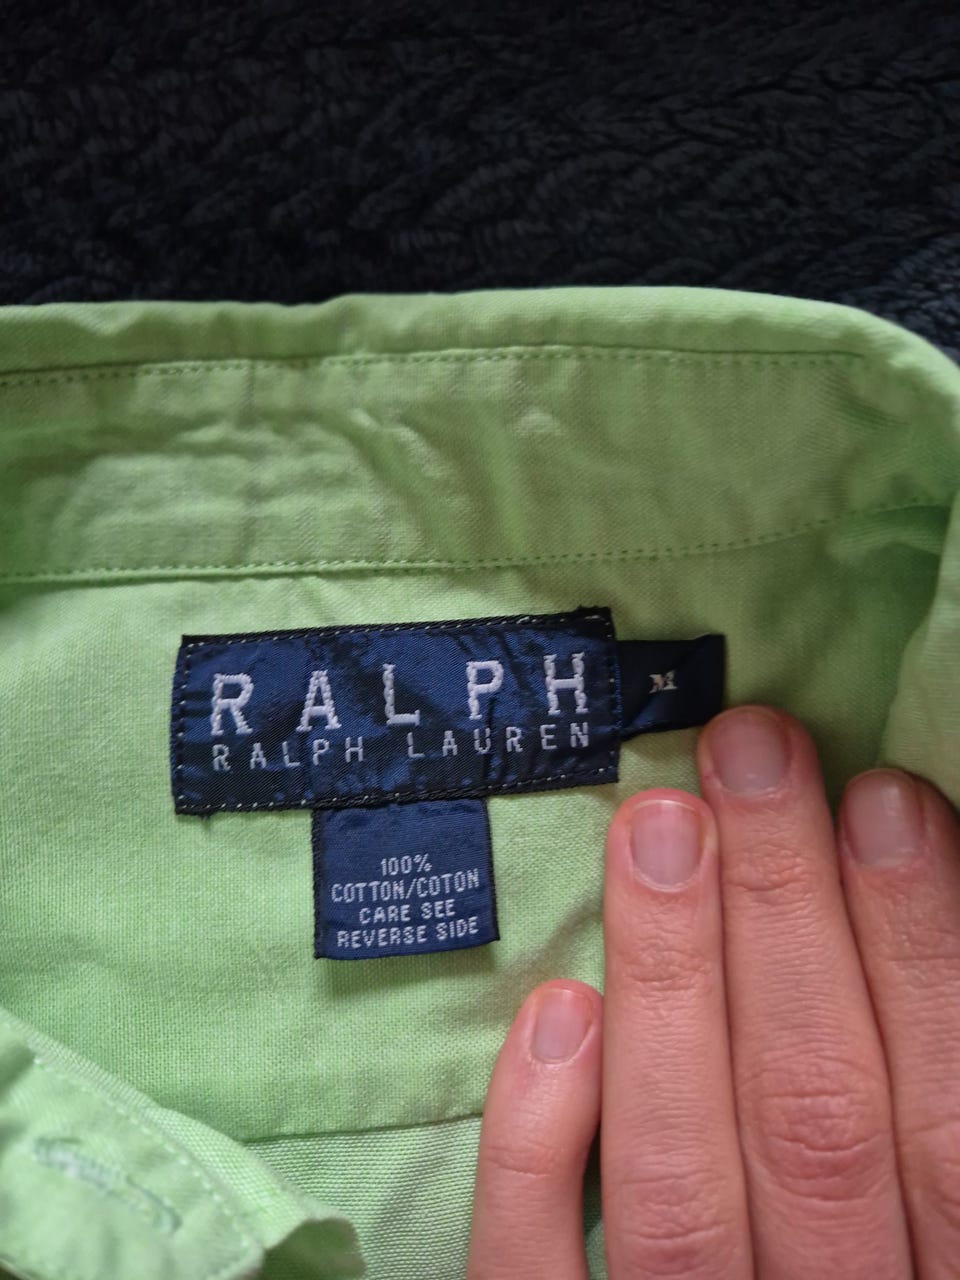 RALPH
RALPH LAUREN
M
100%
COTTON/COTON
CARE SEE
REVERSE SIDE